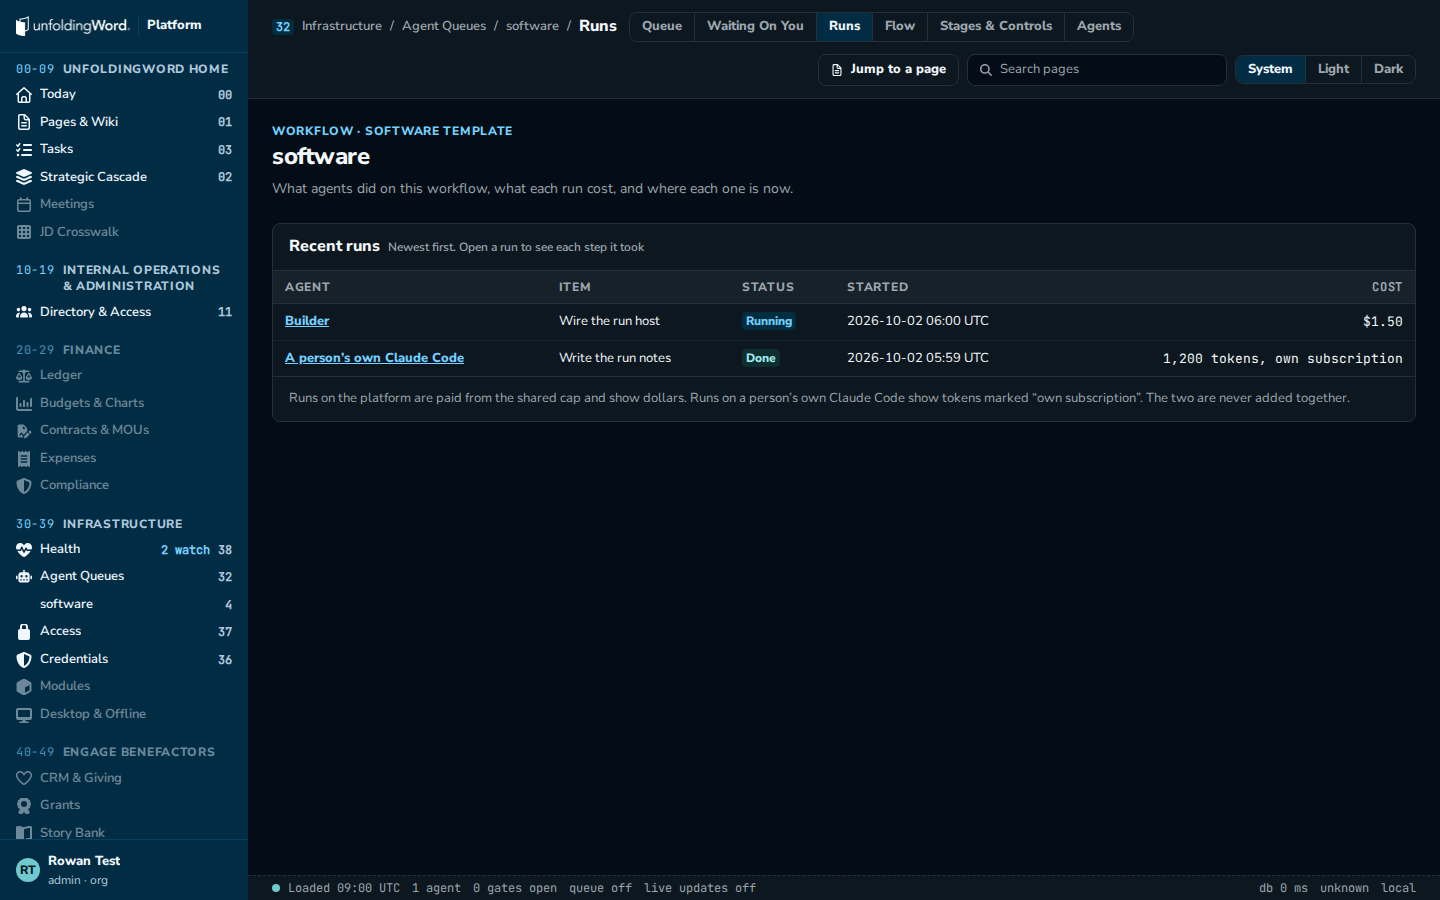 unfoldingWord. Platform
00-09 UNFOLDINGWORD HOME
Today 00
Pages & Wiki 01
Tasks 03
Strategic Cascade 02
Meetings
JD Crosswalk
10-19 INTERNAL OPERATIONS
& ADMINISTRATION
Directory & Access 11
20-29 FINANCE
Ledger
Budgets & Charts
Contracts & MOUs
Expenses
Compliance
30-39 INFRASTRUCTURE
Health 2 watch 38
Agent Queues 32
software 4
Access 37
Credentials 36
Modules
Desktop & Offline
40-49 ENGAGE BENEFACTORS
CRM & Giving
Grants
Story Bank
RT Rowan Test
admin · org
32 Infrastructure / Agent Queues / software / Runs Queue Waiting On You Runs Flow Stages & Controls Agents
Jump to a page Search pages System Light Dark
WORKFLOW · SOFTWARE TEMPLATE
software
What agents did on this workflow, what each run cost, and where each one is now.
Recent runs Newest first. Open a run to see each step it took
AGENT ITEM STATUS STARTED COST
Builder Wire the run host Running 2026-10-02 06:00 UTC $1.50
A person's own Claude Code Write the run notes Done 2026-10-02 05:59 UTC 1,200 tokens, own subscription
Runs on the platform are paid from the shared cap and show dollars. Runs on a person's own Claude Code show tokens marked “own subscription”. The two are never added together.
Loaded 09:00 UTC 1 agent 0 gates open queue off live updates off db 0 ms unknown local